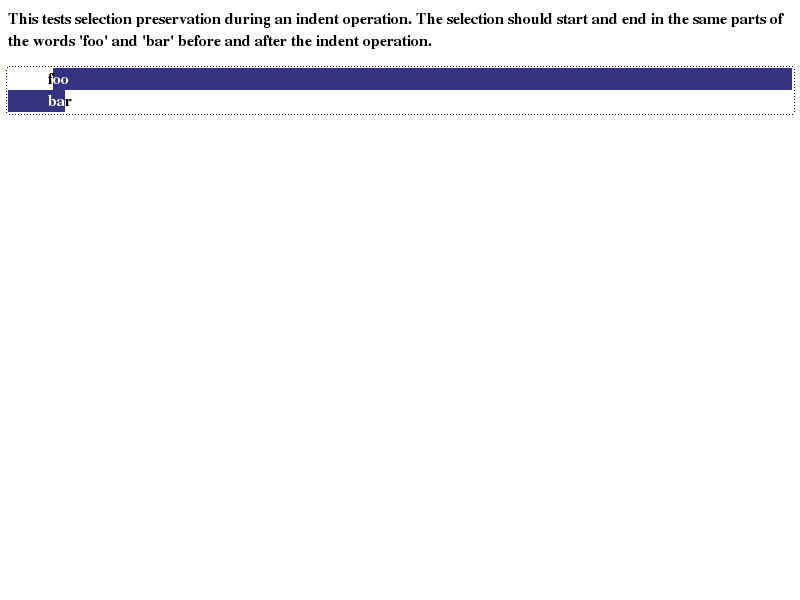 This tests selection preservation during an indent operation. The selection should start and end in the same parts of
the words 'foo' and 'bar' before and after the indent operation.
foo
bar